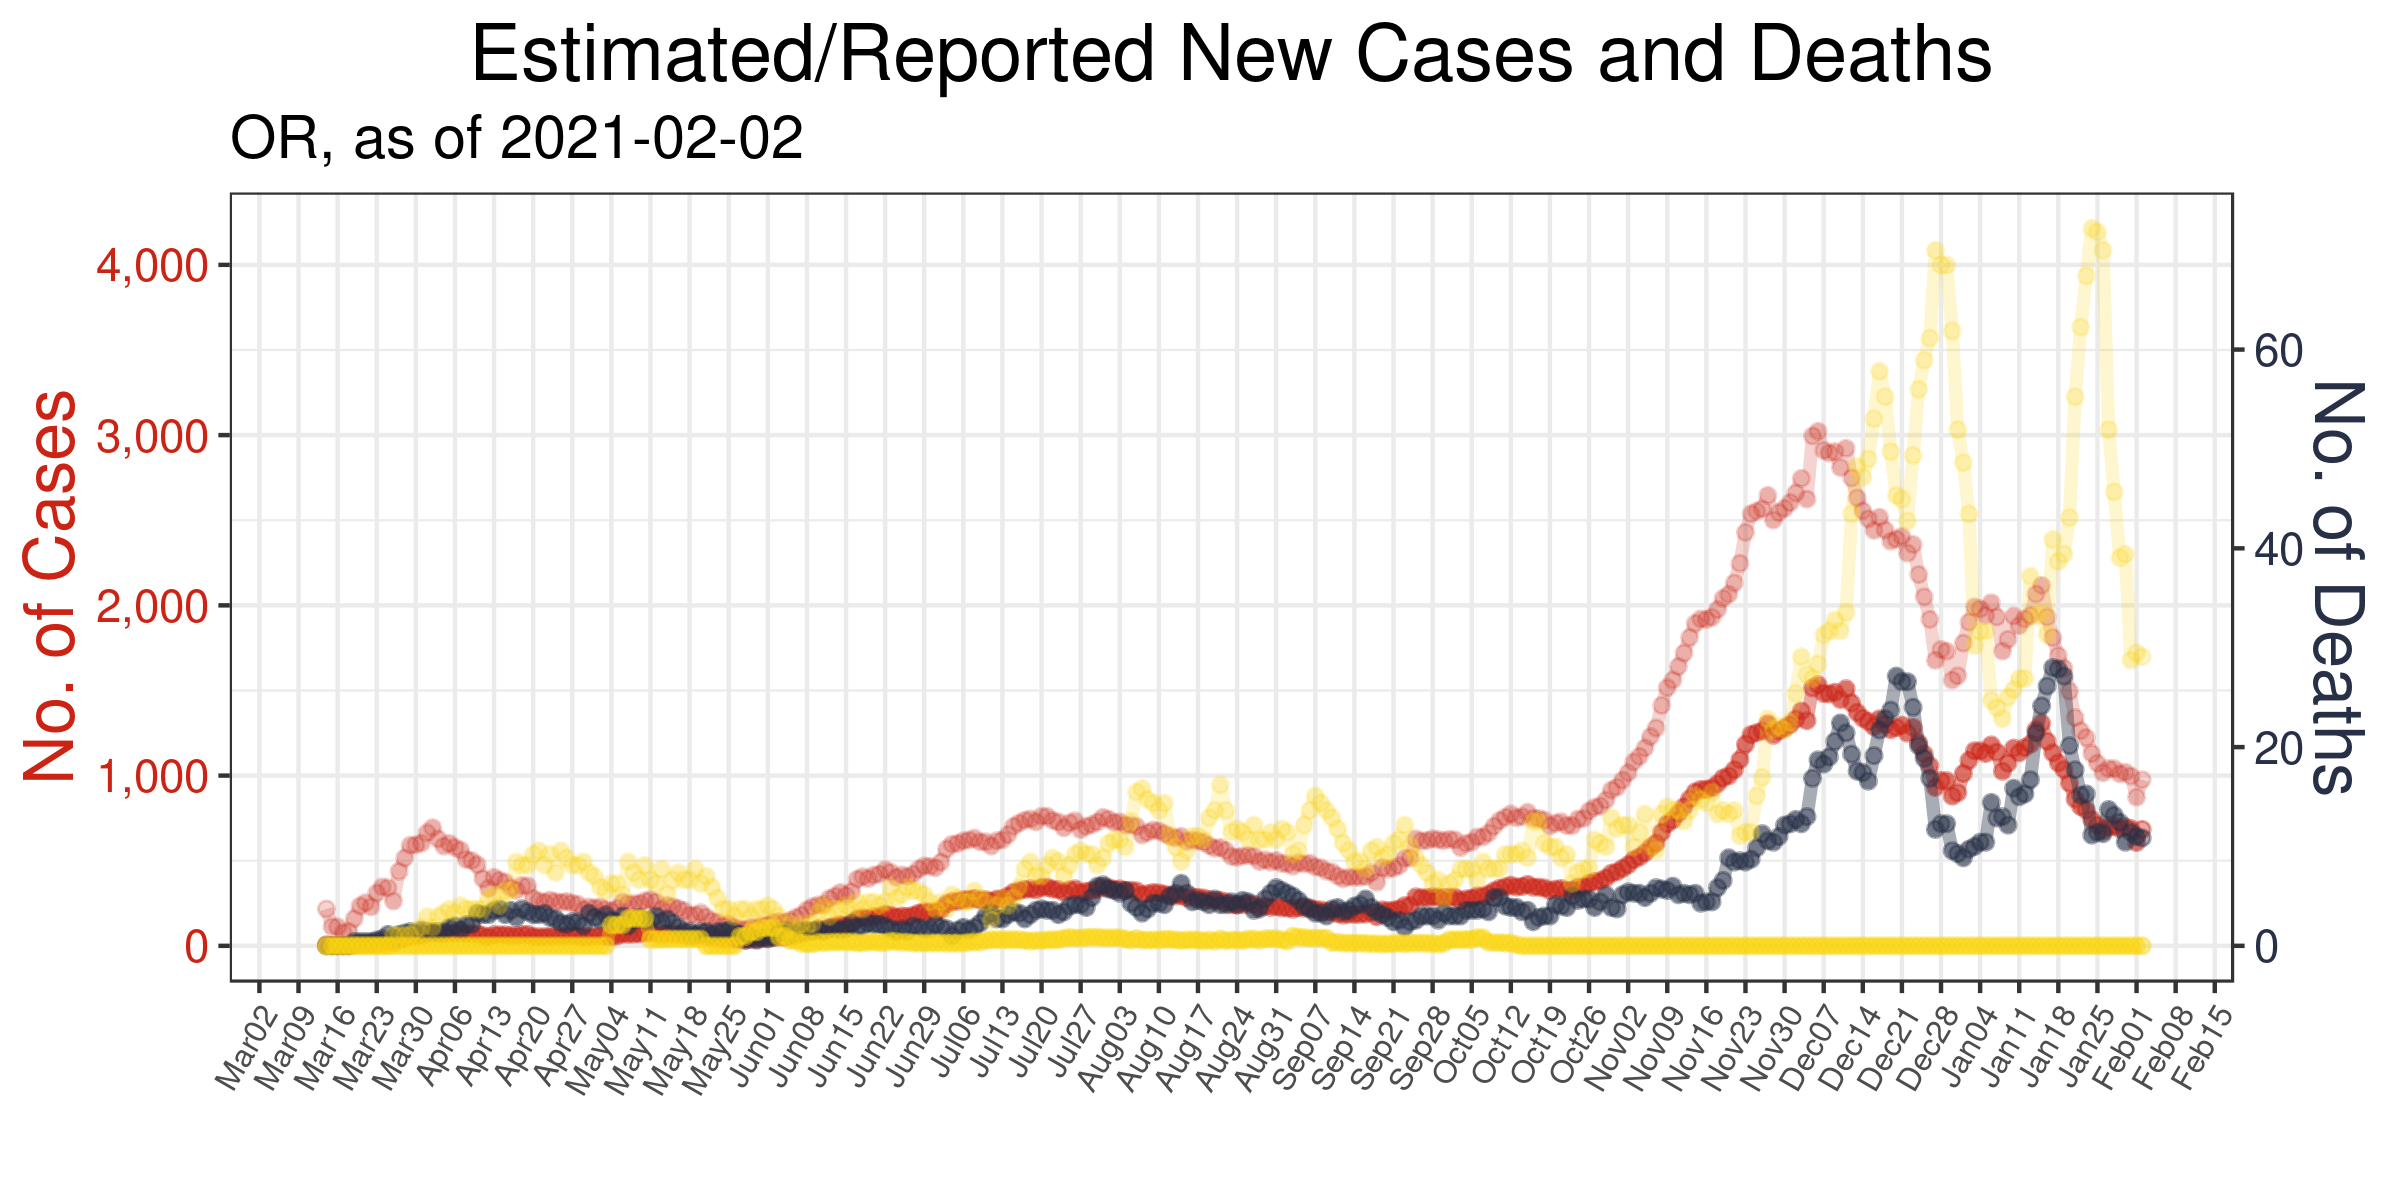 Estimated/Reported New Cases and Deaths
OR, as of 2021-02-02
No. of Cases
4,000
3,000
2,000
1,000
0
60
40
20
0
No. of Deaths
Mar02
Mar09
Mar16
Mar23
Mar30
Apr06
Apr13
Apr20
Apr27
May04
May11
May18
May25
Jun01
Jun08
Jun15
Jun22
Jun29
Jul06
Jul13
Jul20
Jul27
Aug03
Aug10
Aug17
Aug24
Aug31
Sep07
Sep14
Sep21
Sep28
Oct05
Oct12
Oct19
Oct26
Nov02
Nov09
Nov16
Nov23
Nov30
Dec07
Dec14
Dec21
Dec28
Jan04
Jan11
Jan18
Jan25
Feb01
Feb08
Feb15